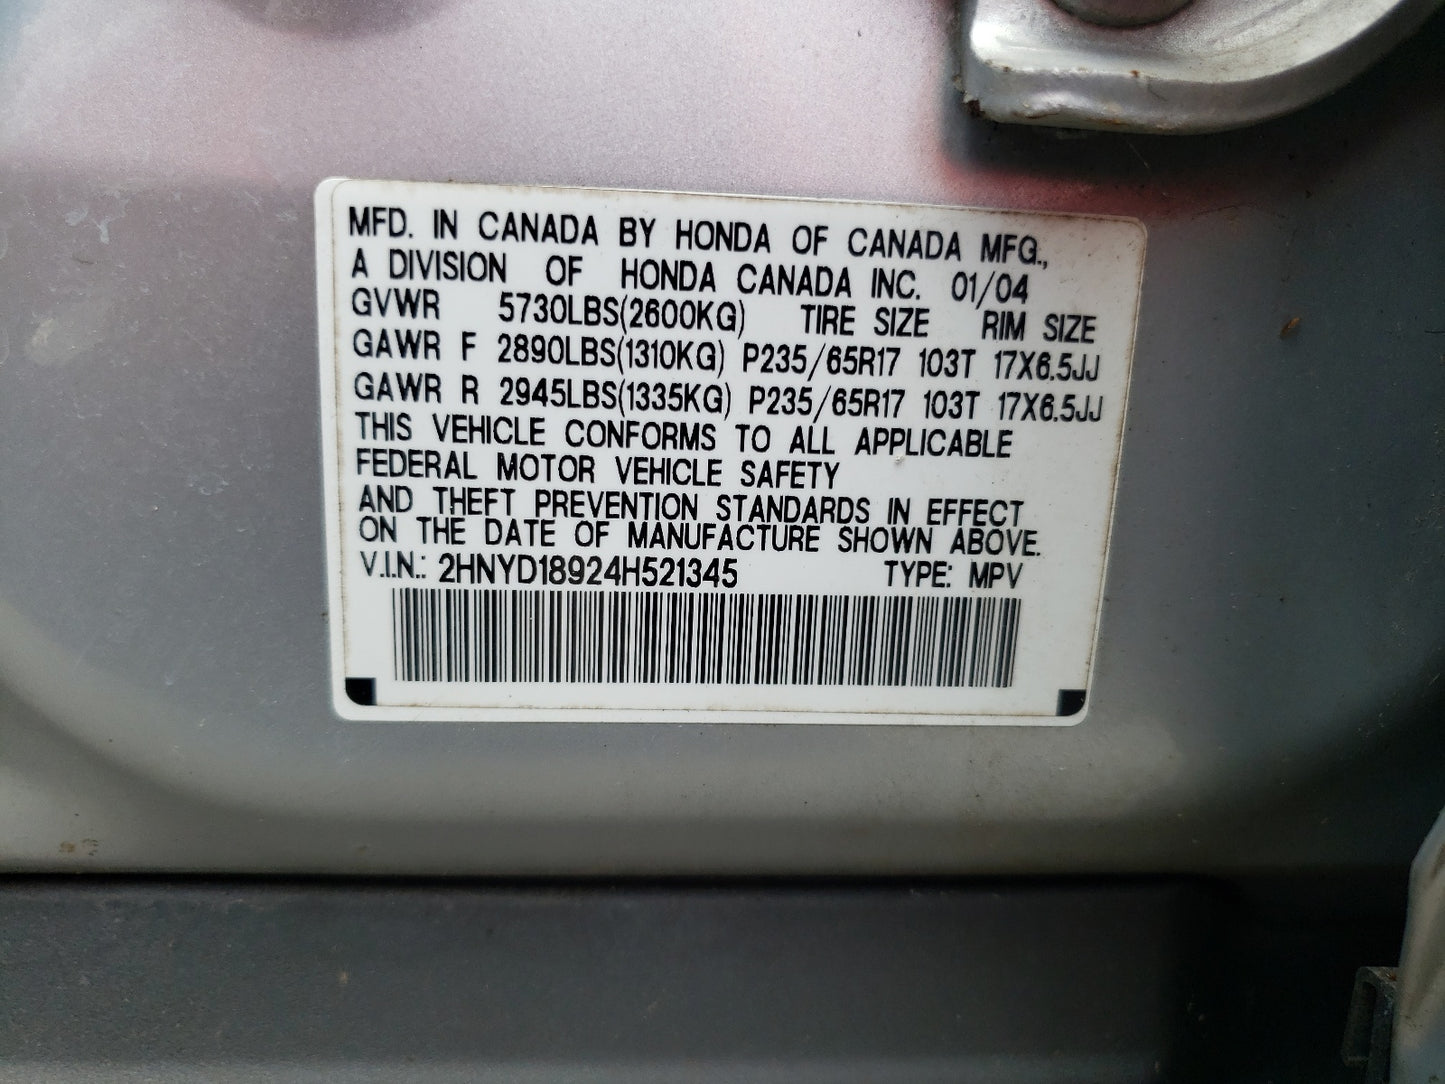 MFD. IN CANADA BY HONDA OF CANADA MFG.,
A DIVISION OF HONDA CANADA INC. 01/04
GVWR 5730LBS(2600KG) TIRE SIZE RIM SIZE
GAWR F 2890LBS(1310KG) P235/65R17 103T 17X6.5JJ
GAWR R 2945LBS(1335KG) P235/65R17 103T 17X6.5JJ
THIS VEHICLE CONFORMS TO ALL APPLICABLE
FEDERAL MOTOR VEHICLE SAFETY
AND THEFT PREVENTION STANDARDS IN EFFECT
ON THE DATE OF MANUFACTURE SHOWN ABOVE.
V.I.N.: 2HNYD18924H521345 TYPE: MPV